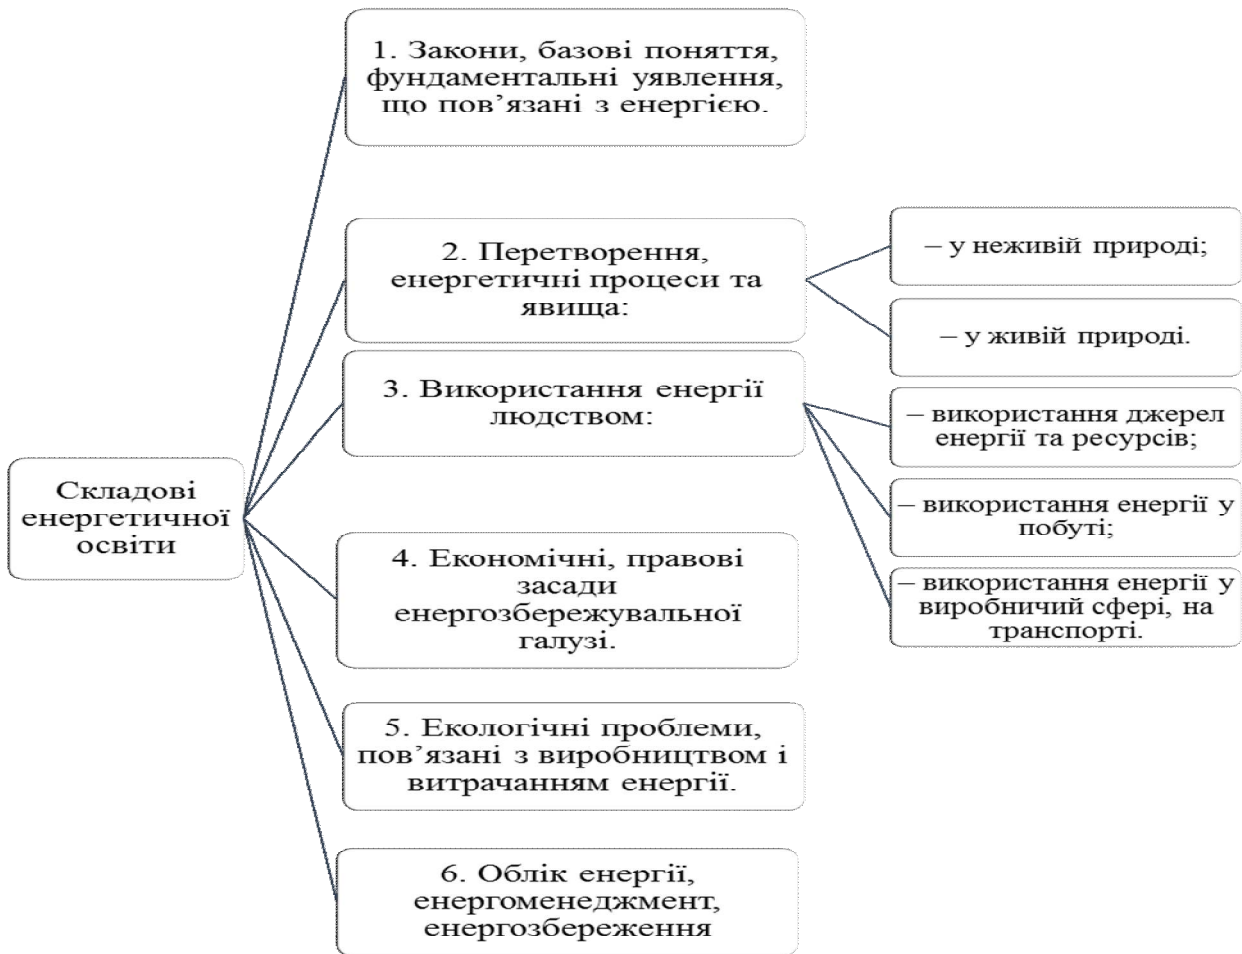 Складові
енергетичної
освіти
1. Закони, базові поняття,
фундаментальні уявлення,
що пов’язані з енергією.
2. Перетворення,
енергетичні процеси та
явища:
– у неживій природі;
– у живій природі.
3. Використання енергії
людством:
– використання джерел
енергії та ресурсів;
– використання енергії у
побуті;
– використання енергії у
виробничий сфері, на
транспорті.
4. Економічні, правові
засади
енергозбережувальної
галузі.
5. Екологічні проблеми,
пов’язані з виробництвом і
витрачанням енергії.
6. Облік енергії,
енергоменеджмент,
енергозбереження